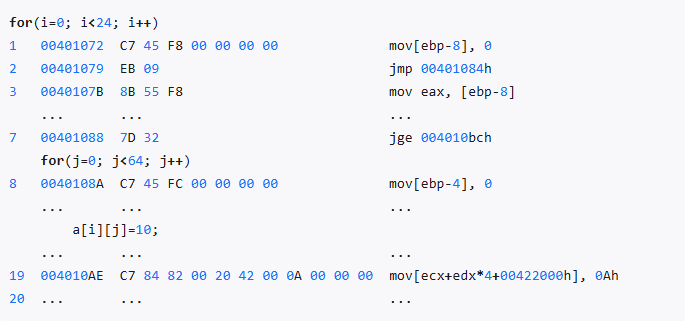 for(i=0; i<24; i++)
1 00401072 C7 45 F8 00 00 00 00 mov[ebp-8], 0
2 00401079 EB 09 jmp 00401084h
3 0040107B 8B 55 F8 mov eax, [ebp-8]
... ... ...
7 00401088 7D 32 jge 004010bch
for(j=0; j<64; j++)
8 0040108A C7 45 FC 00 00 00 00 mov[ebp-4], 0
... ... ...
a[i][j]=10;
... ... ...
19 004010AE C7 84 82 00 20 42 00 0A 00 00 00 mov[ecx+edx*4+00422000h], 0Ah
20 ... ... ...